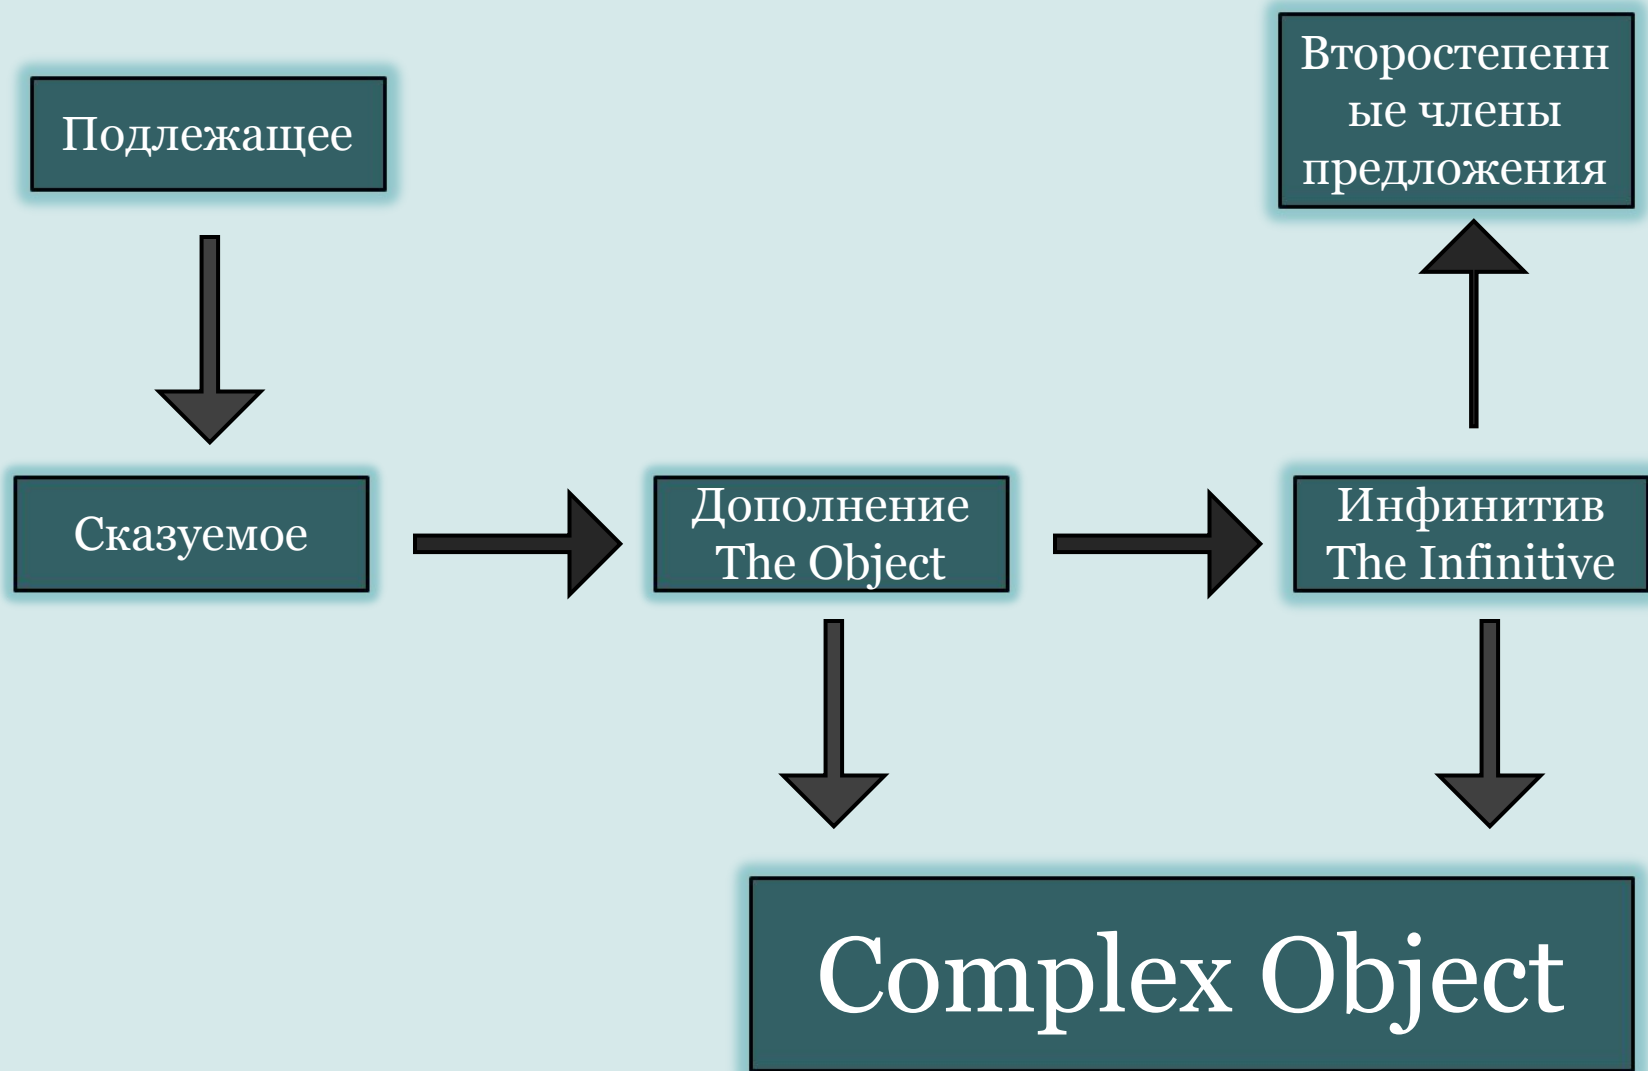 Подлежащее
Второстепенн
ые члены
предложения
Сказуемое
Дополнение
The Object
Инфинитив
The Infinitive
Complex Object